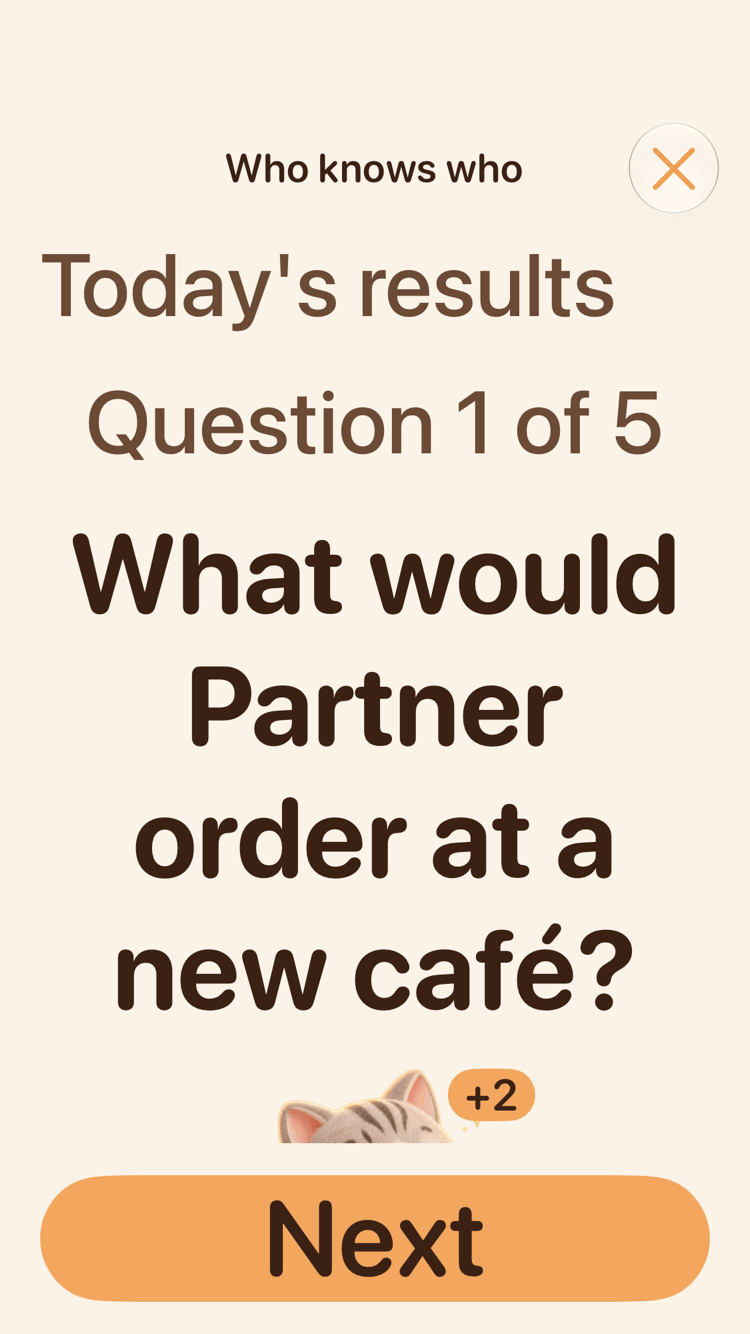 Who knows who
Today's results
Question 1 of 5
What would
Partner
order at a
new café?
+2
Next